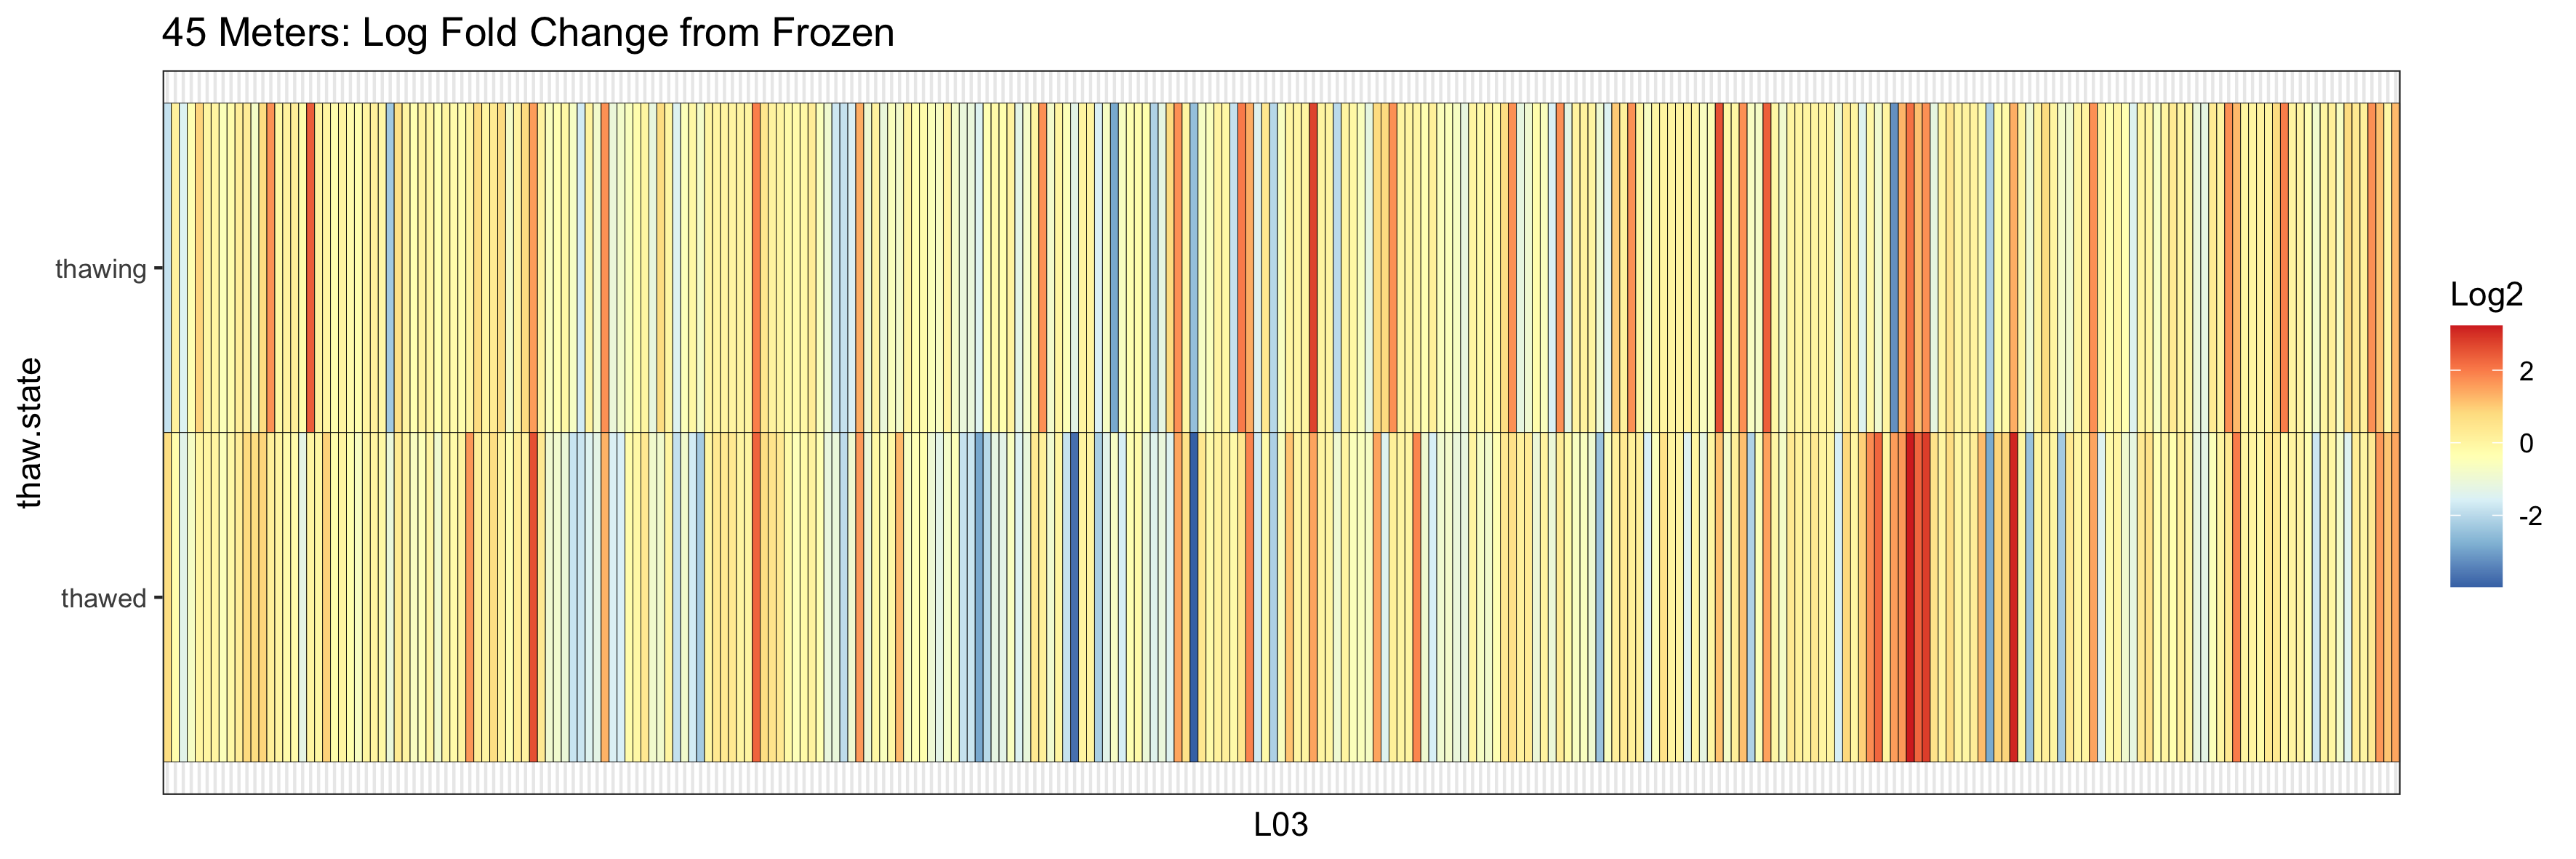 45 Meters: Log Fold Change from Frozen
thaw.state
thawing
thawed
L03
Log2
2
0
-2